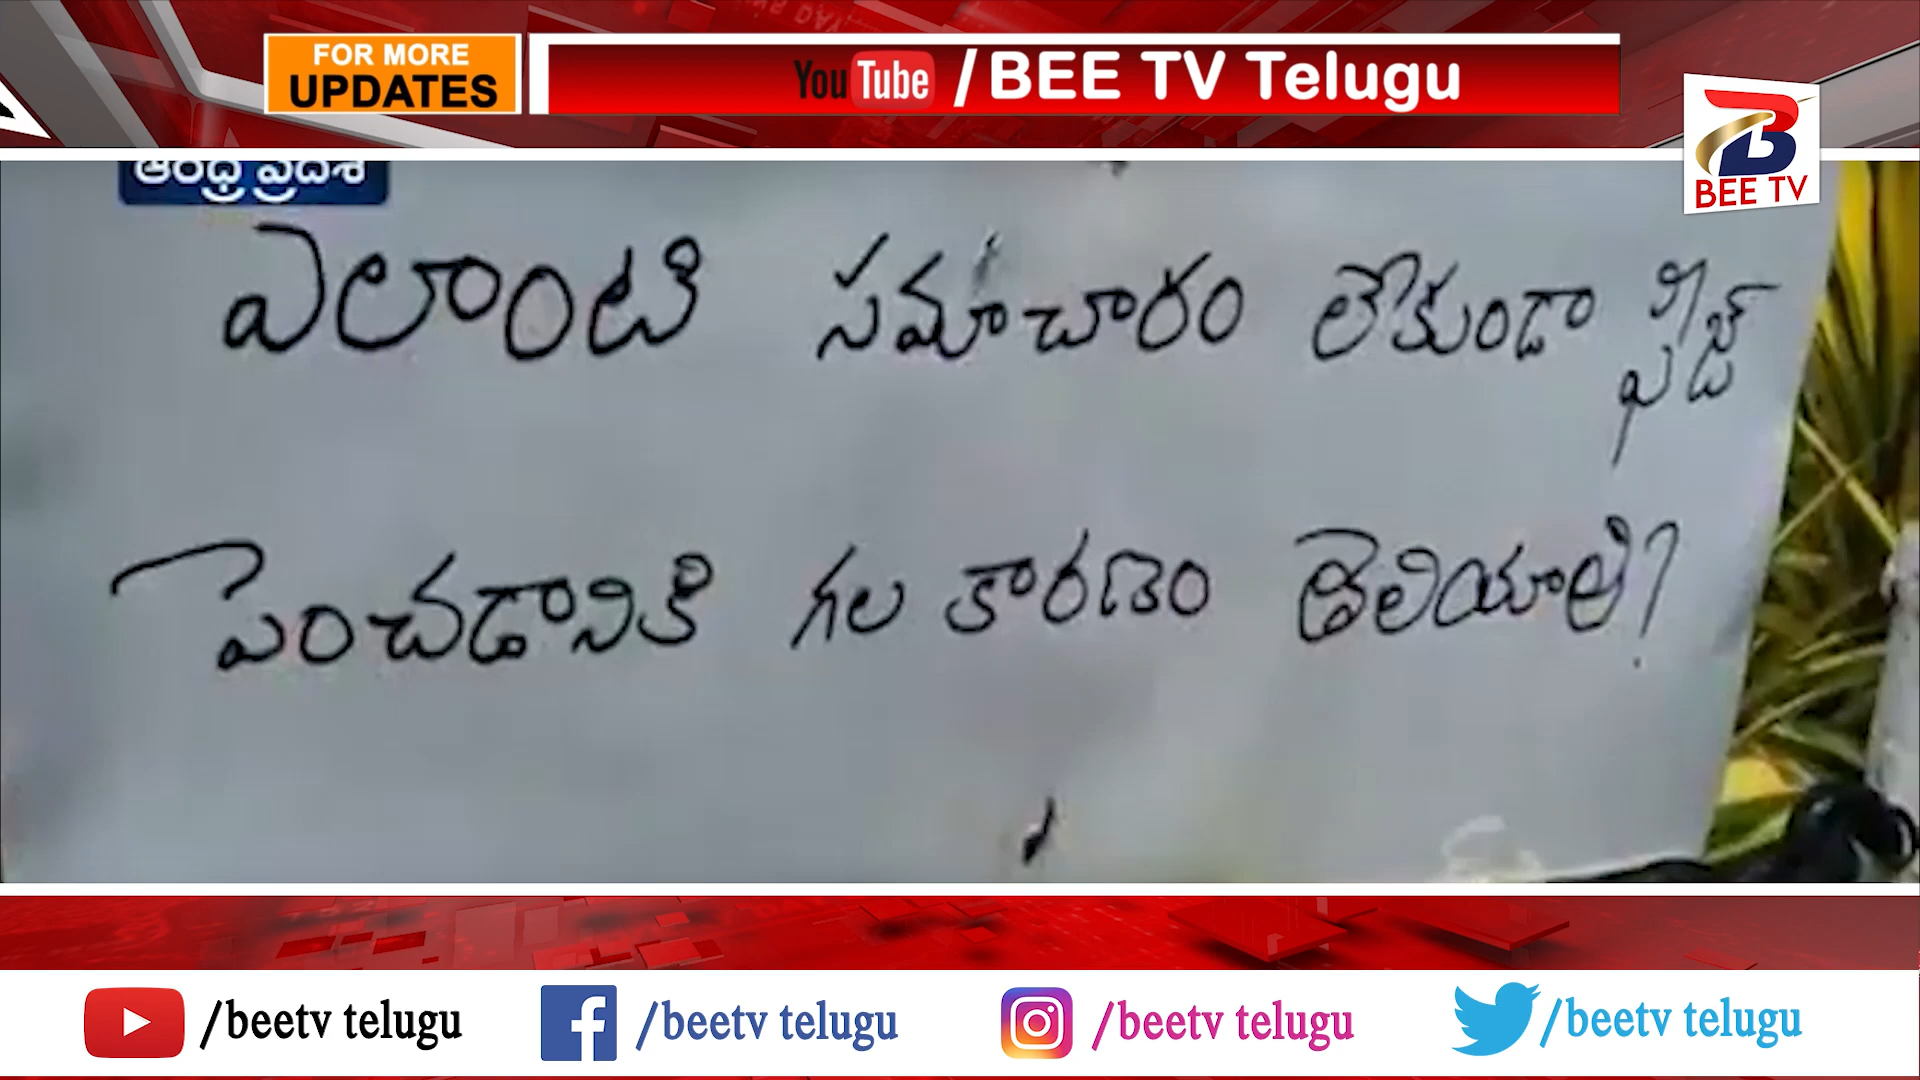 FOR MORE
UPDATES
YouTube /BEE TV Telugu
BEE TV
ఆంధ్ర ప్రదేశ్
ఎలాంటి సమాచారం లేకుండా
పెంచడానికి గల కారణం తెలియాలి?
/beetv telugu
/beetv telugu
/beetv telugu
/beetv telugu